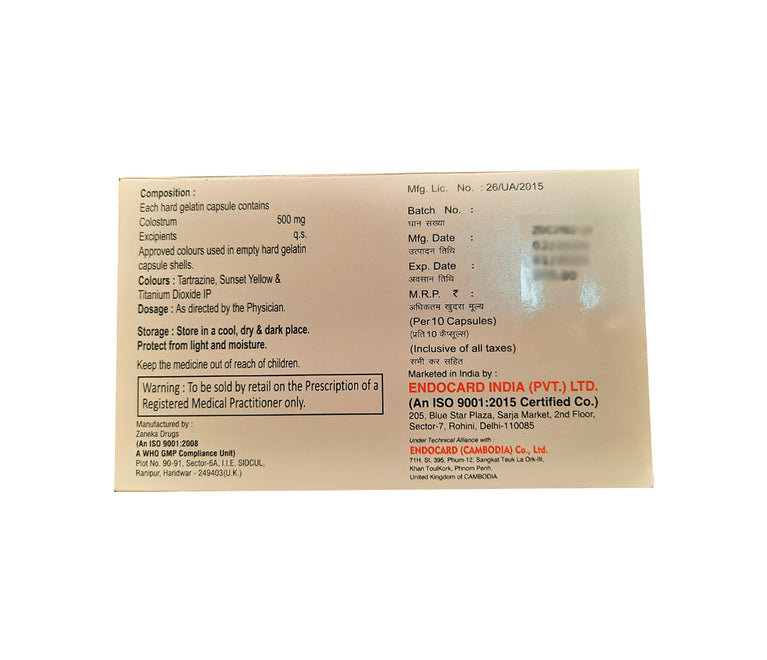 Composition :
Each hard gelatin capsule contains
Colostrum 500 mg
Excipients q.s.
Approved colours used in empty hard gelatin
capsule shells.
Colours : Tartrazine, Sunset Yellow &
Titanium Dioxide IP
Dosage : As directed by the Physician.
Storage : Store in a cool, dry & dark place.
Protect from light and moisture.
Keep the medicine out of reach of children.
Warning : To be sold by retail on the Prescription of a
Registered Medical Practitioner only.
Manufactured by :
Zaneka Drugs
(An ISO 9001:2008
A WHO GMP Compliance Unit)
Plot No. 90-91, Sector-6A, I.I.E. SIDCUL,
Ranipur, Haridwar - 249403(U.K.)
Mfg. Lic. No. : 26/UA/2015
Batch No. :
घान संख्या
Mfg. Date :
उत्पादन तिथि
Exp. Date :
अवसान तिथि
M.R.P. ₹ :
अधिकतम खुदरा मूल्य
(Per 10 Capsules)
(प्रति 10 कैप्सूल्स)
(Inclusive of all taxes)
सभी कर सहित
Marketed in India by :
ENDOCARD INDIA (PVT.) LTD.
(An ISO 9001:2015 Certified Co.)
205, Blue Star Plaza, Sarja Market, 2nd Floor,
Sector-7, Rohini, Delhi-110085
Under Technical Alliance with :
ENDOCARD (CAMBODIA) Co., Ltd.
71H, St. 395, Phum-12, Sangkat Teuk La Ork-III,
Khan ToulKork, Phnom Penh.
United Kingdom of CAMBODIA